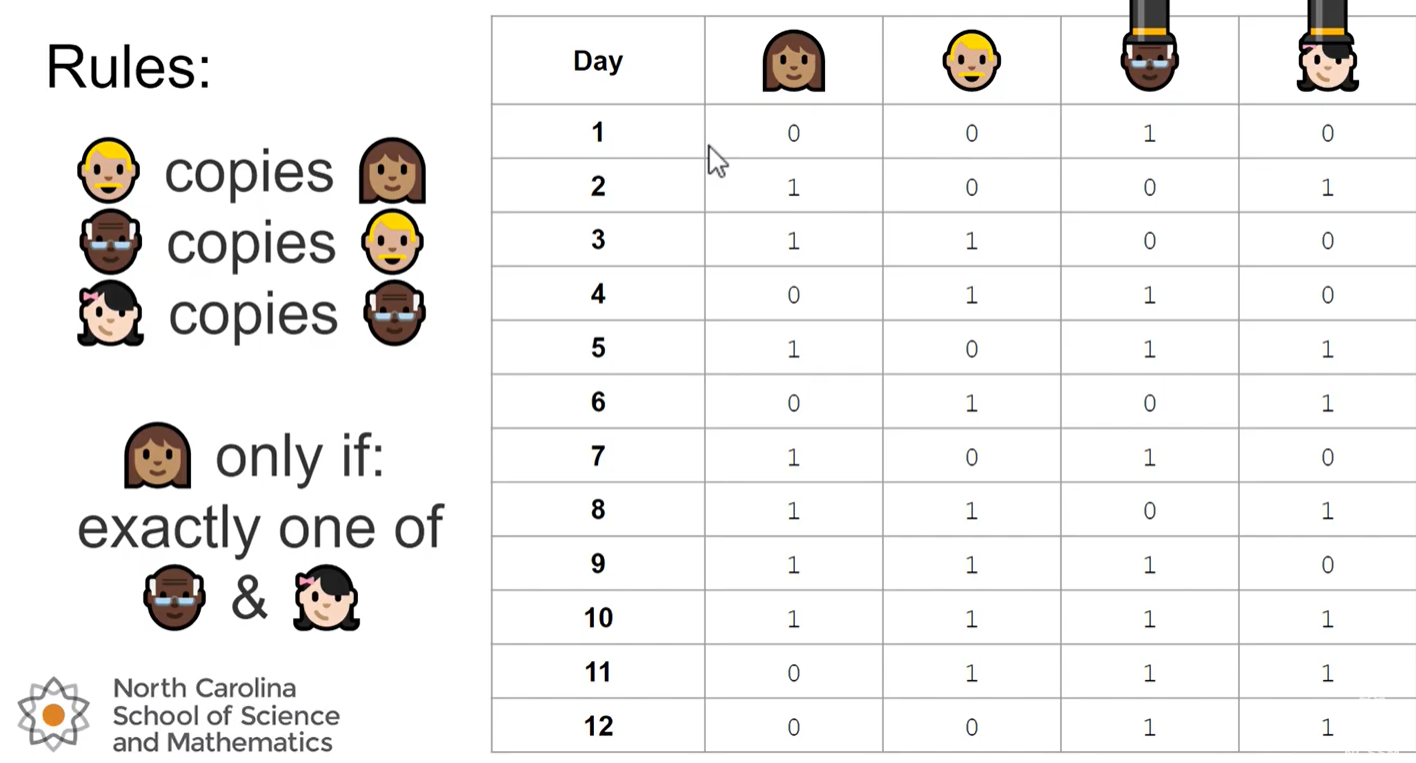 Rules:
copies
copies
copies
only if:
exactly one of
&
North Carolina
School of Science
and Mathematics
Day
1 0 0 1 0
2 1 0 0 1
3 1 1 0 0
4 0 1 1 0
5 1 0 1 1
6 0 1 0 1
7 1 0 1 0
8 1 1 0 1
9 1 1 1 0
10 1 1 1 1
11 0 1 1 1
12 0 0 1 1